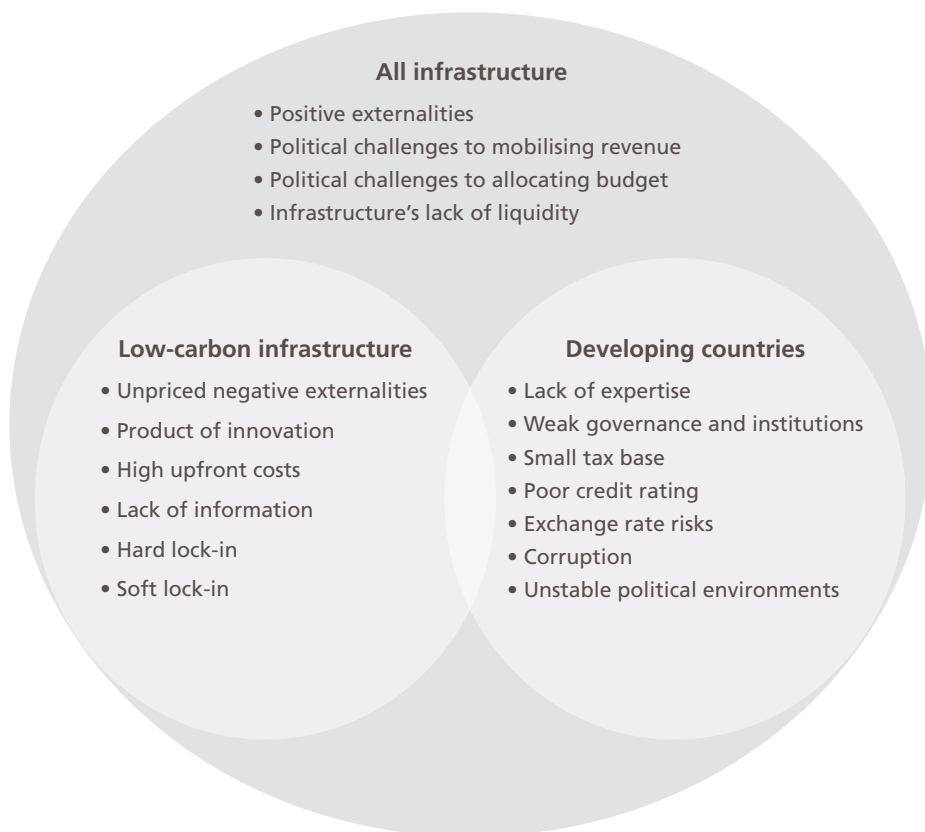 All infrastructure
• Positive externalities
• Political challenges to mobilising revenue
• Political challenges to allocating budget
• Infrastructure’s lack of liquidity
Low-carbon infrastructure
• Unpriced negative externalities
• Product of innovation
• High upfront costs
• Lack of information
• Hard lock-in
• Soft lock-in
Developing countries
• Lack of expertise
• Weak governance and institutions
• Small tax base
• Poor credit rating
• Exchange rate risks
• Corruption
• Unstable political environments